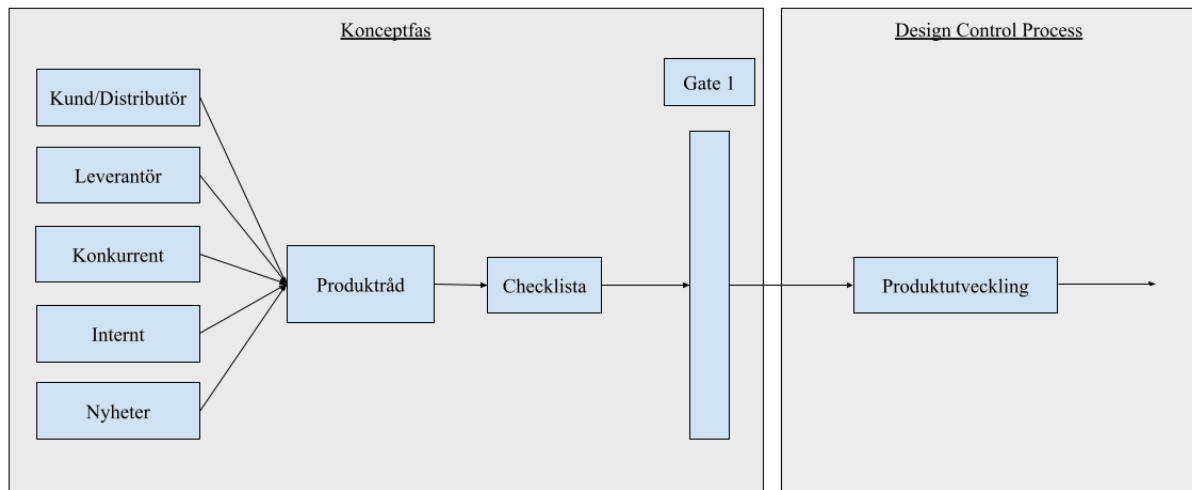 Konceptfas
Design Control Process
Kund/Distributör
Gate 1
Leverantör
Konkurrent
Produktråd
Checklista
Produktutveckling
Internt
Nyheter